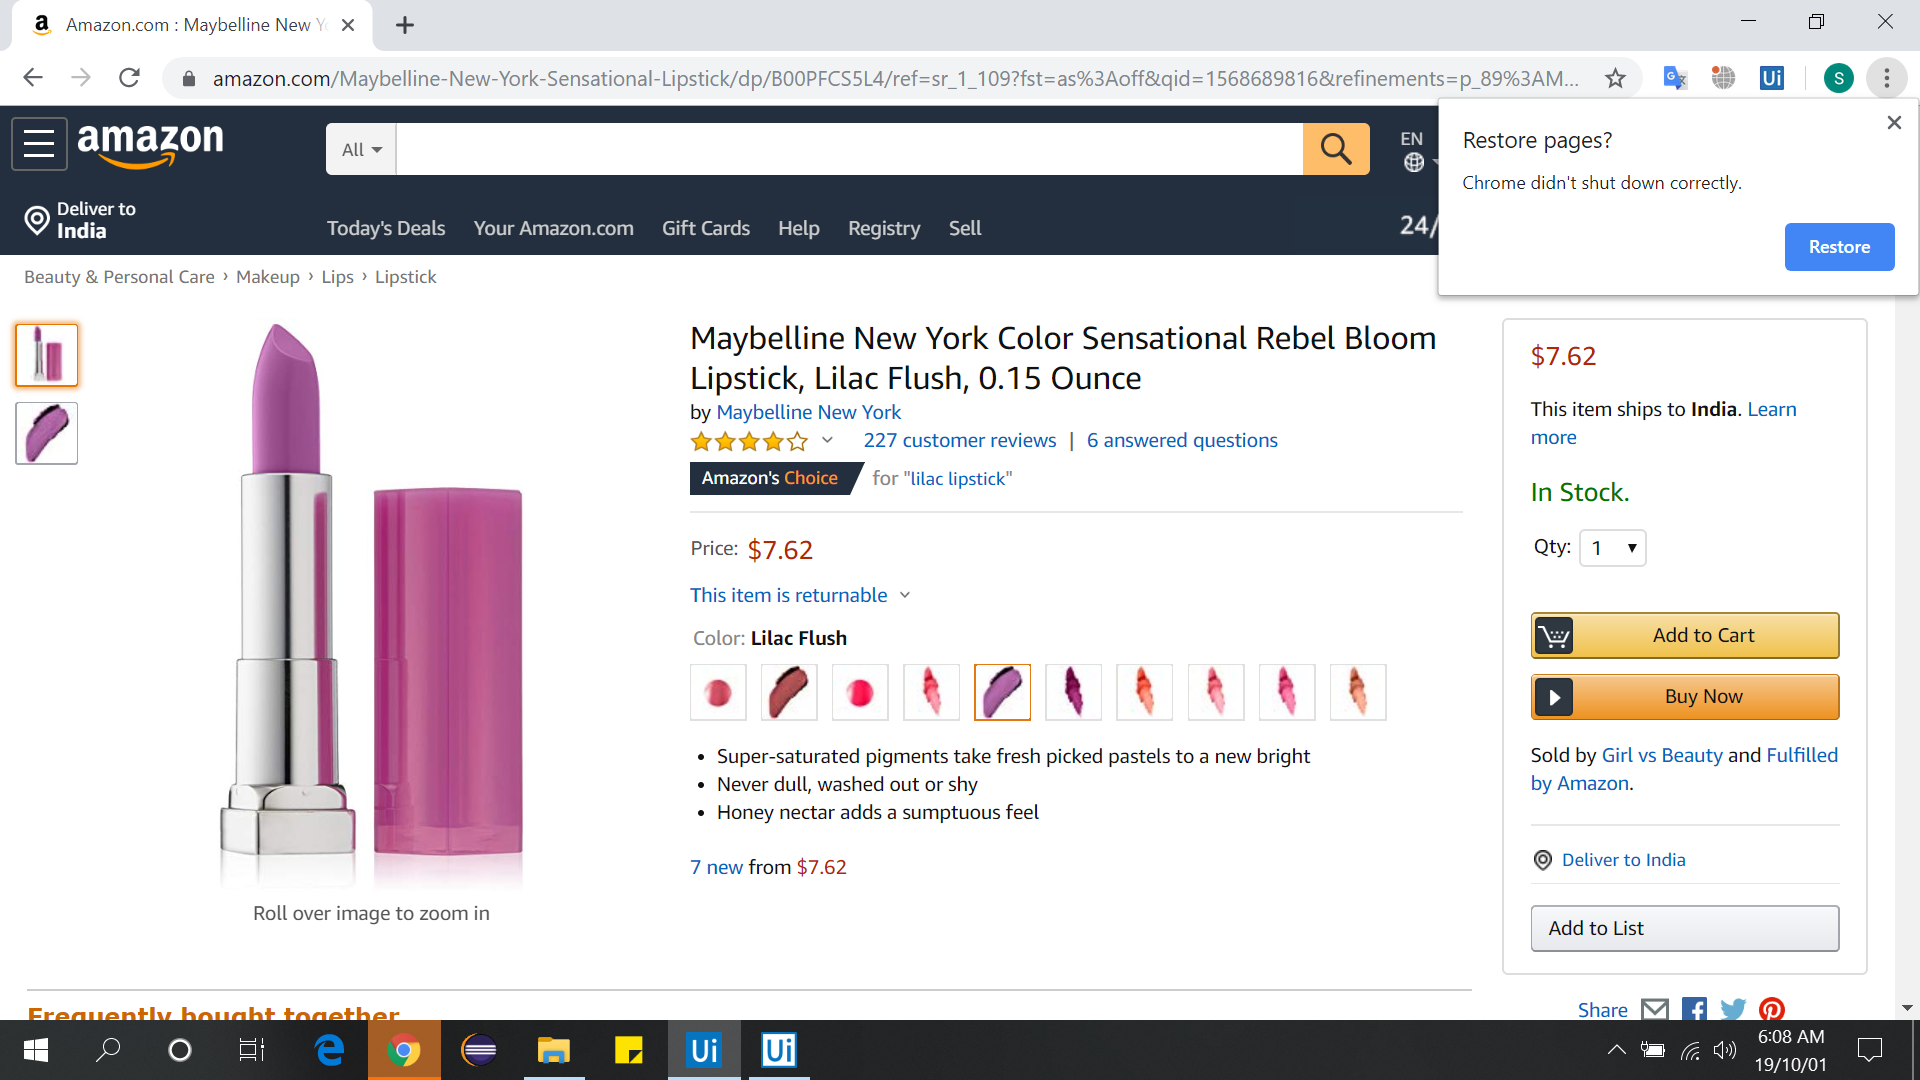 Amazon.com : Maybelline New Y
amazon.com/Maybelline-New-York-Sensational-Lipstick/dp/B00PFCS5L4/ref=sr_1_109?fst=as%3Aoff&qid=1568689816&refinements=p_89%3AM...
Ui
S
Restore pages?
Chrome didn't shut down correctly.
Restore
amazon
All
EN
Deliver to
India
Today's Deals
Your Amazon.com
Gift Cards
Help
Registry
Sell
24/
Beauty & Personal Care › Makeup › Lips › Lipstick
Maybelline New York Color Sensational Rebel Bloom
Lipstick, Lilac Flush, 0.15 Ounce
by Maybelline New York
227 customer reviews | 6 answered questions
Amazon's Choice for "lilac lipstick"
Price: $7.62
This item is returnable
Color: Lilac Flush
• Super-saturated pigments take fresh picked pastels to a new bright
• Never dull, washed out or shy
• Honey nectar adds a sumptuous feel
7 new from $7.62
Roll over image to zoom in
$7.62
This item ships to India. Learn
more
In Stock.
Qty: 1
Add to Cart
Buy Now
Sold by Girl vs Beauty and Fulfilled
by Amazon.
Deliver to India
Add to List
Share
Frequently bought together
Ui
Ui
6:08 AM
19/10/01